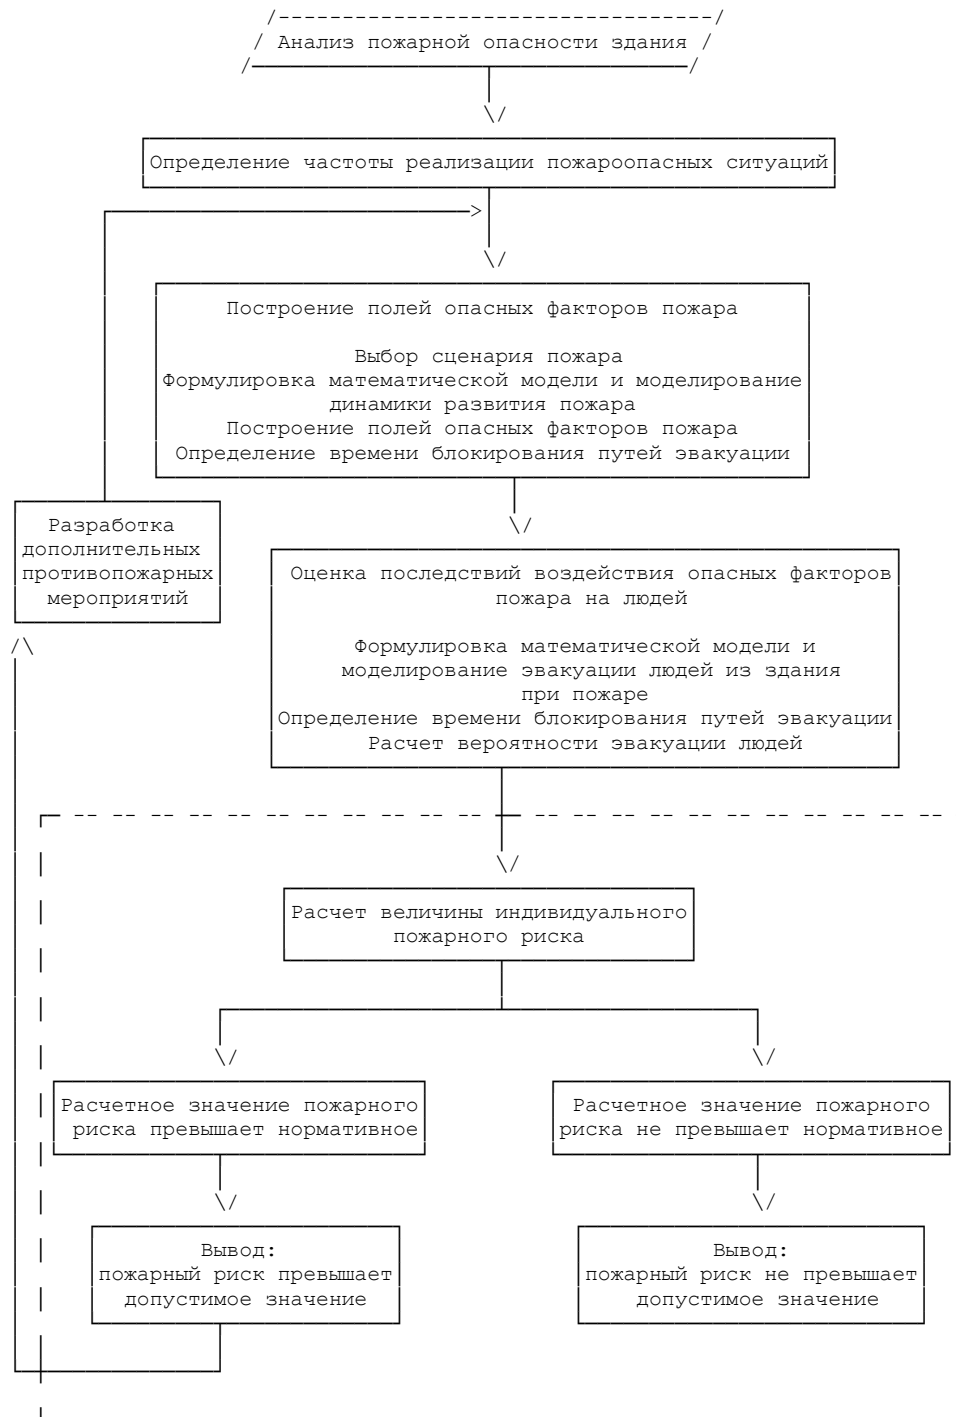 Анализ пожарной опасности здания
Определение частоты реализации пожароопасных ситуаций
Построение полей опасных факторов пожара
Выбор сценария пожара
Формулировка математической модели и моделирование
динамики развития пожара
Построение полей опасных факторов пожара
Определение времени блокирования путей эвакуации
Разработка
дополнительных
противопожарных
мероприятий
Оценка последствий воздействия опасных факторов
пожара на людей
Формулировка математической модели и
моделирование эвакуации людей из здания
при пожаре
Определение времени блокирования путей эвакуации
Расчет вероятности эвакуации людей
Расчет величины индивидуального
пожарного риска
Расчетное значение пожарного
риска превышает нормативное
Расчетное значение пожарного
риска не превышает нормативное
Вывод:
пожарный риск превышает
допустимое значение
Вывод:
пожарный риск не превышает
допустимое значение